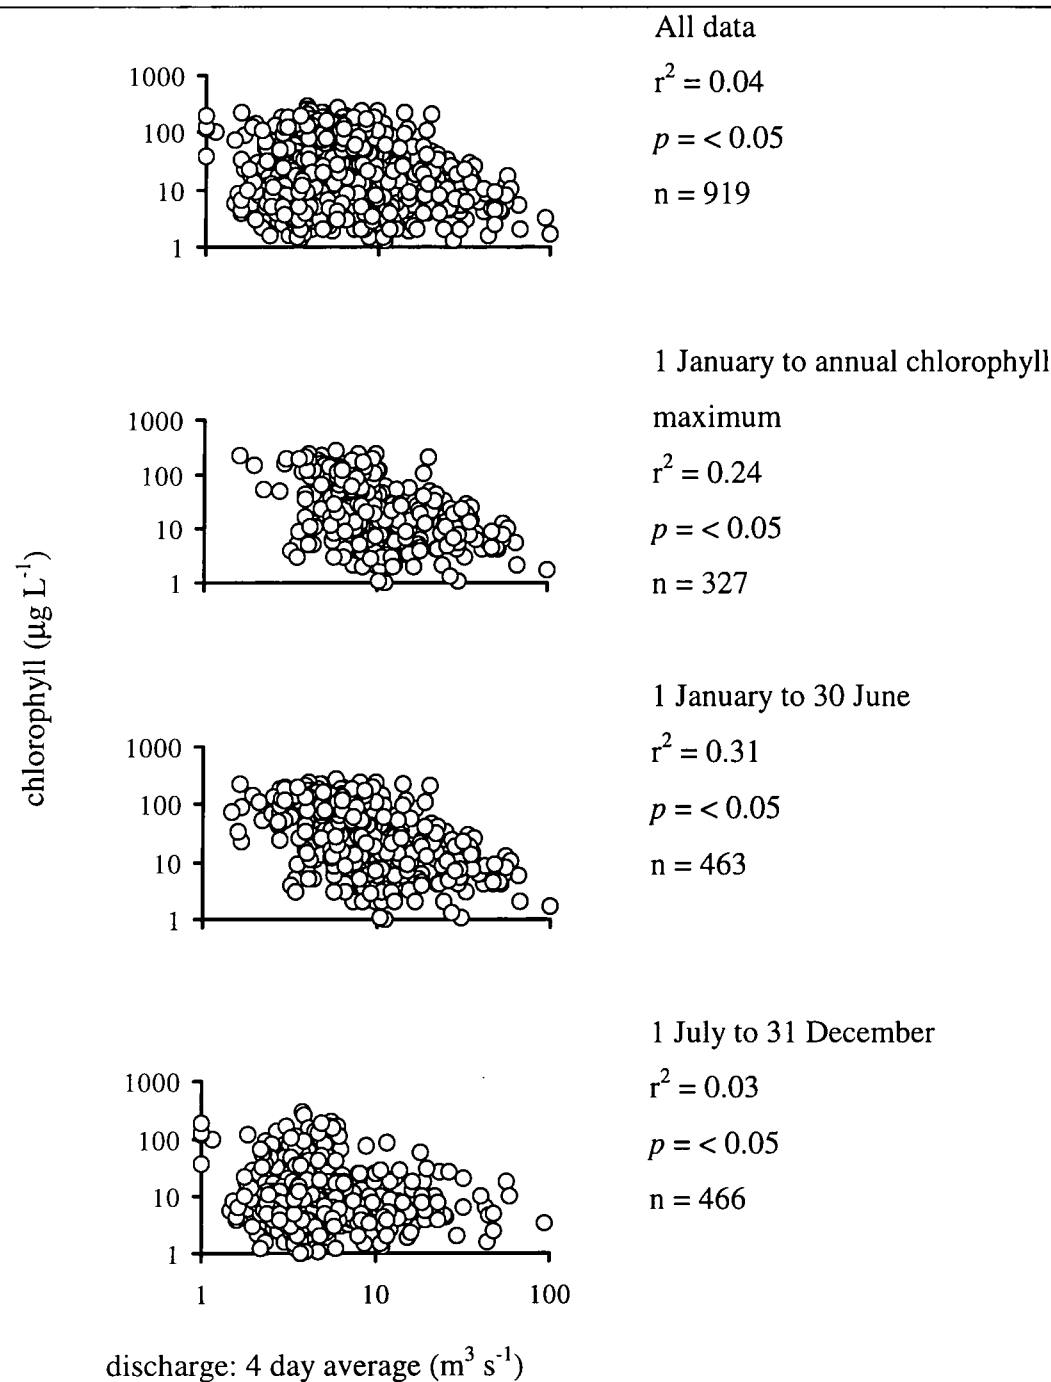 All data
r² = 0.04
p = < 0.05
n = 919
1000
100
10
1
1 January to annual chlorophyll
maximum
r² = 0.24
p = < 0.05
n = 327
1000
100
10
1
chlorophyll (µg L⁻¹)
1 January to 30 June
r² = 0.31
p = < 0.05
n = 463
1000
100
10
1
1 July to 31 December
r² = 0.03
p = < 0.05
n = 466
1000
100
10
1
1 10 100
discharge: 4 day average (m³ s⁻¹)